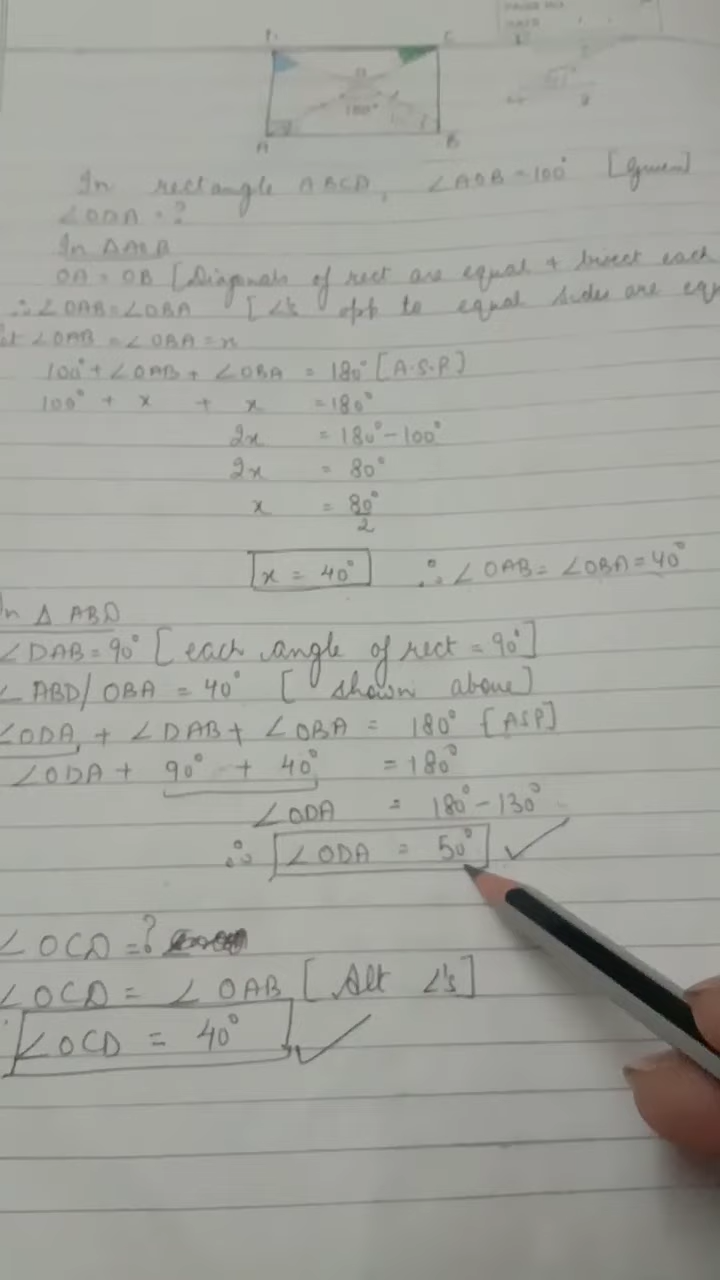 PAGE NO.
DATE
C
100°
A
B
In rectangle ABCD, ∠AOB = 100° [Given]
∠ODA = ?
In ΔAOB
OA = OB [Diagonals of rect are equal + bisect each
∴ ∠OAB = ∠OBA [∠'s opp to equal sides are equ
∠OAB = ∠OBA = x
100° + ∠OAB + ∠OBA = 180° [A.S.P]
100° + x + x = 180°
2x = 180° - 100°
2x = 80°
x = 80°/2
x = 40° ∴ ∠OAB = ∠OBA = 40°
In Δ ABD
∠DAB = 90° [each angle of rect = 90°]
∠ABD/OBA = 40° [shown above]
∠ODA + ∠DAB + ∠OBA = 180° [ASP]
∠ODA + 90° + 40° = 180°
∠ODA = 180° - 130°
∴ ∠ODA = 50° ✓
∠OCD = ?
∠OCD = ∠OAB [Alt ∠'s]
∠OCD = 40° ✓